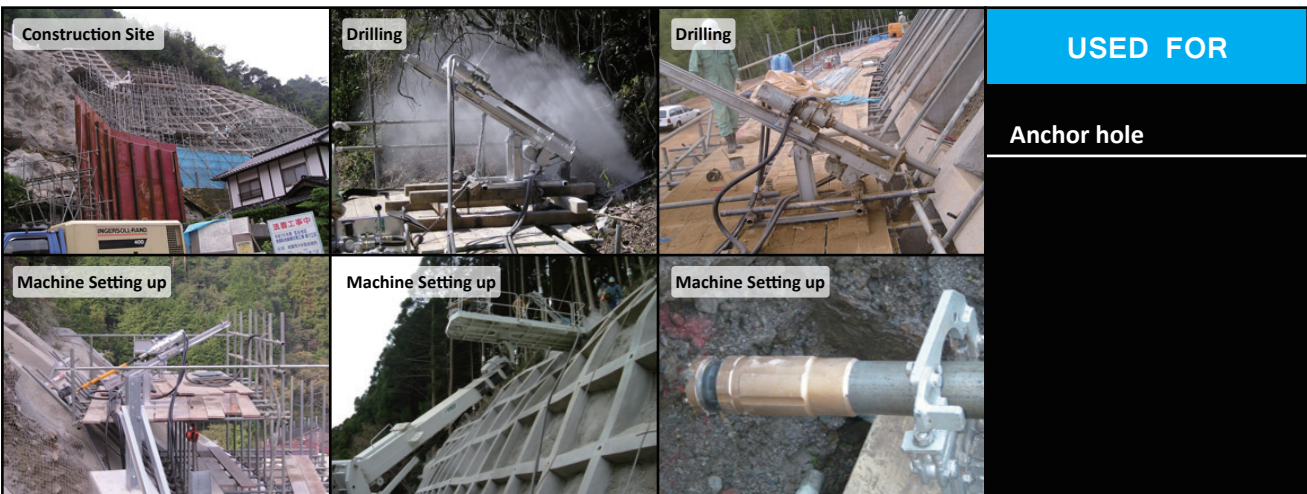 Construction Site
Drilling
Drilling
USED FOR
Anchor hole
INGERSOLL-RAND
400
Machine Setting up
Machine Setting up
Machine Setting up